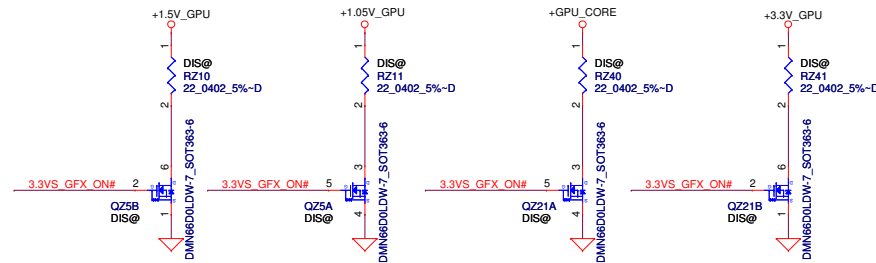 +1.5V_GPU
1
DIS@
RZ10
22_0402_5%~D
2
6
3.3VS_GFX_ON#
2
QZ5B
DIS@
1
DMN66D0LDW-7_SOT363-6
+1.05V_GPU
1
DIS@
RZ11
22_0402_5%~D
2
3
3.3VS_GFX_ON#
5
QZ5A
DIS@
4
DMN66D0LDW-7_SOT363-6
+GPU_CORE
1
DIS@
RZ40
22_0402_5%~D
2
3
3.3VS_GFX_ON#
5
QZ21A
DIS@
4
DMN66D0LDW-7_SOT363-6
+3.3V_GPU
1
DIS@
RZ41
22_0402_5%~D
2
6
3.3VS_GFX_ON#
2
QZ21B
DIS@
1
DMN66D0LDW-7_SOT363-6